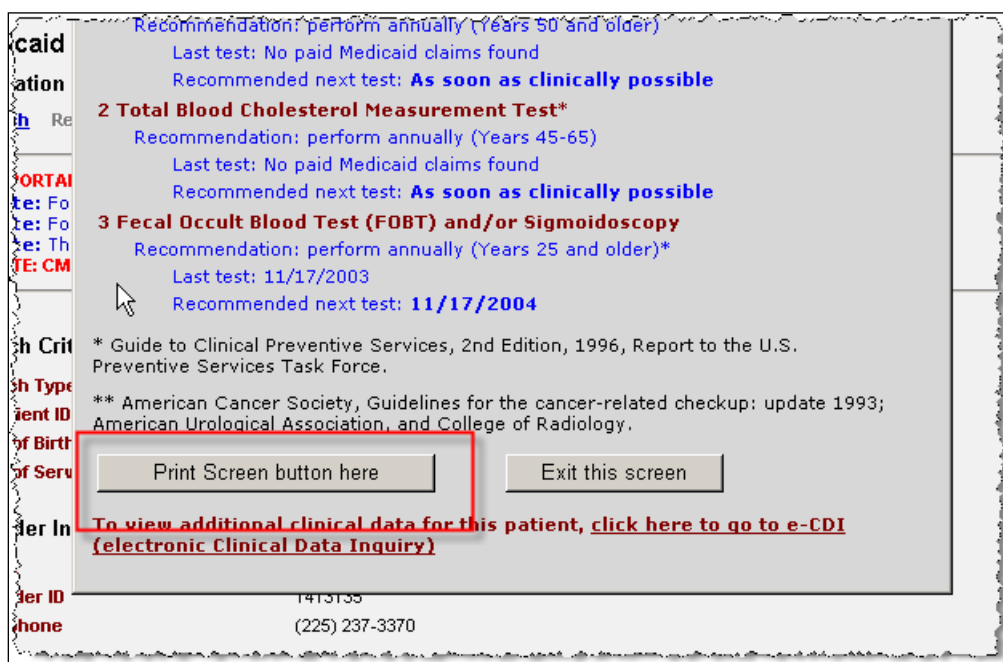 Recommendation: perform annually (Years 50 and older)
Last test: No paid Medicaid claims found
Recommended next test: As soon as clinically possible
2 Total Blood Cholesterol Measurement Test*
Recommendation: perform annually (Years 45-65)
Last test: No paid Medicaid claims found
Recommended next test: As soon as clinically possible
3 Fecal Occult Blood Test (FOBT) and/or Sigmoidoscopy
Recommendation: perform annually (Years 25 and older)*
Last test: 11/17/2003
Recommended next test: 11/17/2004
* Guide to Clinical Preventive Services, 2nd Edition, 1996, Report to the U.S.
Preventive Services Task Force.
** American Cancer Society, Guidelines for the cancer-related checkup: update 1993;
American Urological Association, and College of Radiology.
Print Screen button here
Exit this screen
To view additional clinical data for this patient, click here to go to e-CDI
(electronic Clinical Data Inquiry)
caid
ation
h Re
PORTA
te: Fo
te: Fo
te: Th
TE: CM
h Crit
h Type
ient ID
of Birth
of Serv
der In
der ID 1413135
hone (225) 237-3370